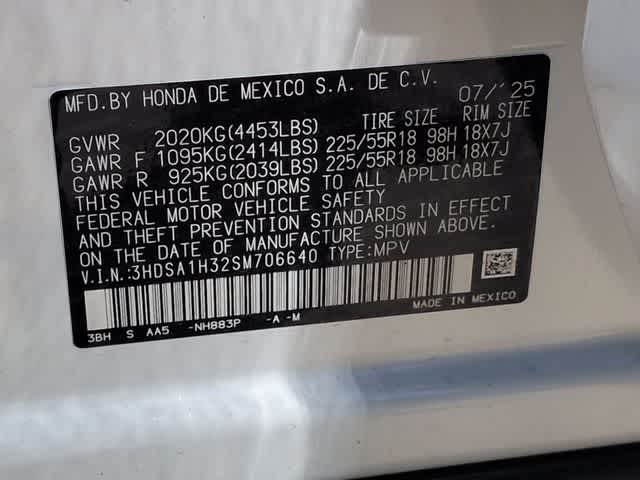 MFD.BY HONDA DE MEXICO S.A. DE C.V. 07/'25
TIRE SIZE RIM SIZE
GVWR 2020KG(4453LBS)
GAWR F 1095KG(2414LBS) 225/55R18 98H 18X7J
GAWR R 925KG(2039LBS) 225/55R18 98H 18X7J
THIS VEHICLE CONFORMS TO ALL APPLICABLE
FEDERAL MOTOR VEHICLE SAFETY
AND THEFT PREVENTION STANDARDS IN EFFECT
ON THE DATE OF MANUFACTURE SHOWN ABOVE.
V.I.N.:3HDSA1H32SM706640 TYPE:MPV
MADE IN MEXICO
3BH S AA5 -NH883P -A -M